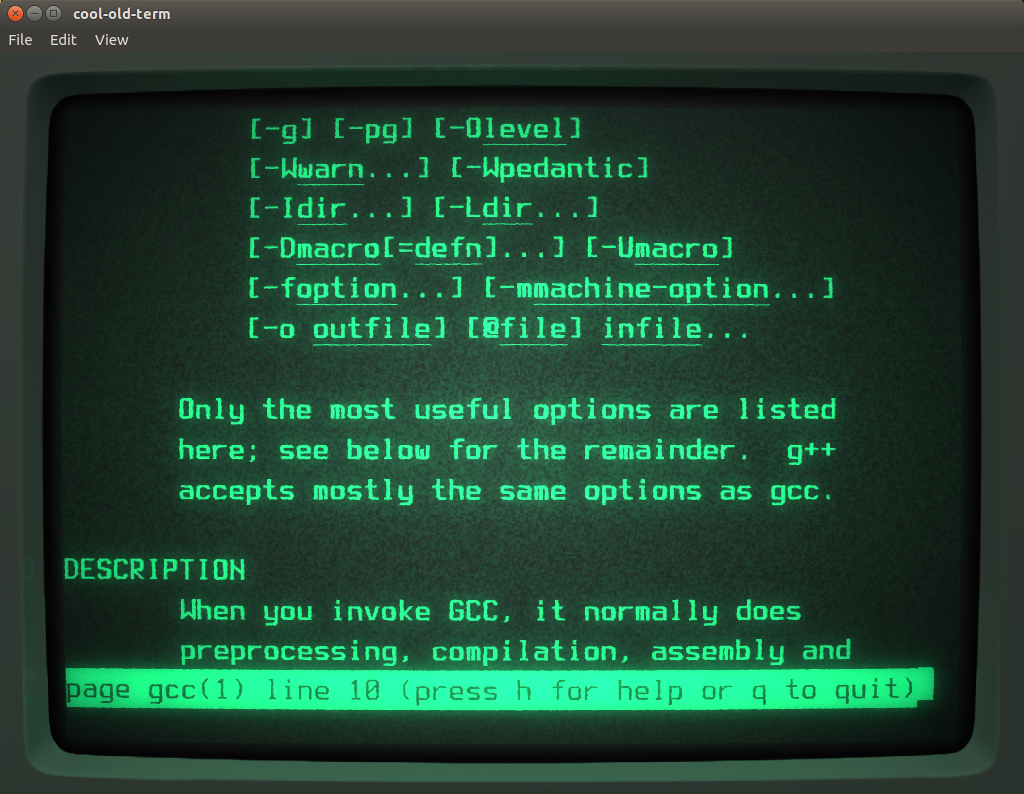 cool-old-term
File Edit View
[-g] [-pg] [-Olevel]
[-Wwarn...] [-Wpedantic]
[-Idir...] [-Ldir...]
[-Dmacro[=defn]...] [-Umacro]
[-foption...] [-mmachine-option...]
[-o outfile] [@file] infile...
Only the most useful options are listed
here; see below for the remainder.  g++
accepts mostly the same options as gcc.
DESCRIPTION
When you invoke GCC, it normally does
preprocessing, compilation, assembly and
page gcc(1) line 10 (press h for help or q to quit)